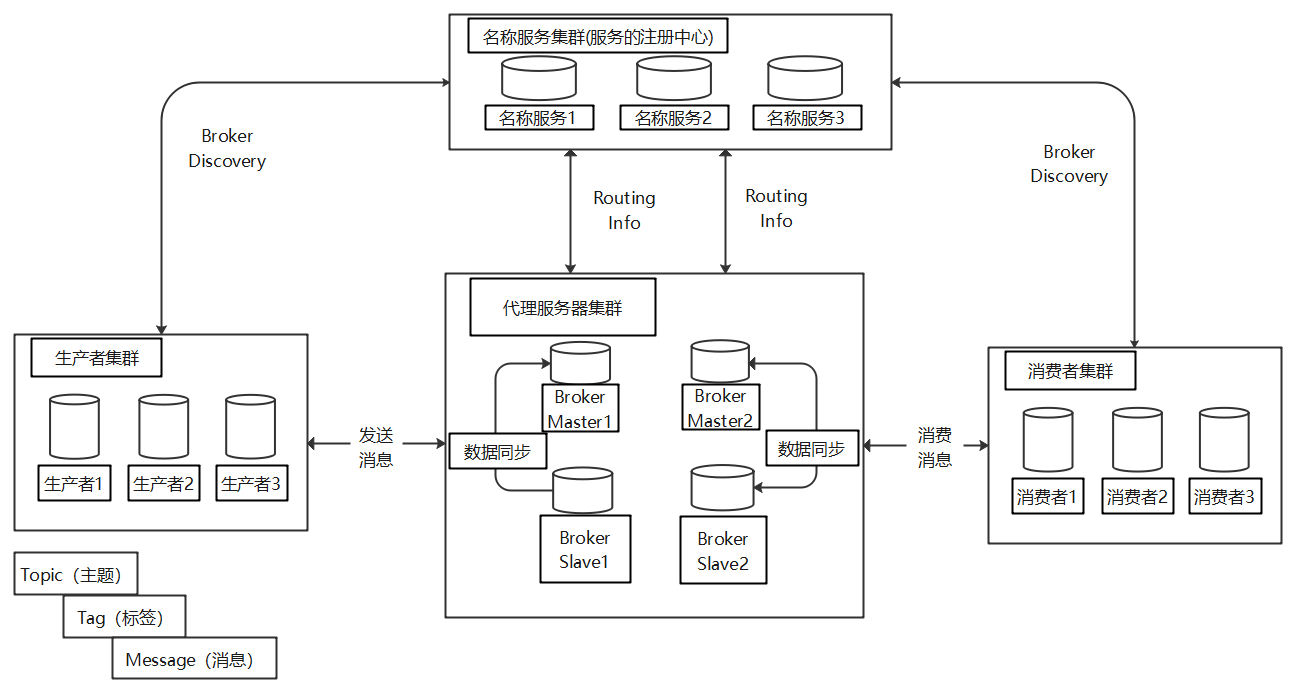 名称服务集群(服务的注册中心)
名称服务1
名称服务2
名称服务3
Broker
Discovery
Broker
Discovery
Routing
Info
Routing
Info
代理服务器集群
生产者集群
生产者1
生产者2
生产者3
发送
消息
Broker
Master1
Broker
Master2
数据同步
数据同步
Broker
Slave1
Broker
Slave2
消费
消息
消费者集群
消费者1
消费者2
消费者3
Topic（主题）
Tag（标签）
Message（消息）